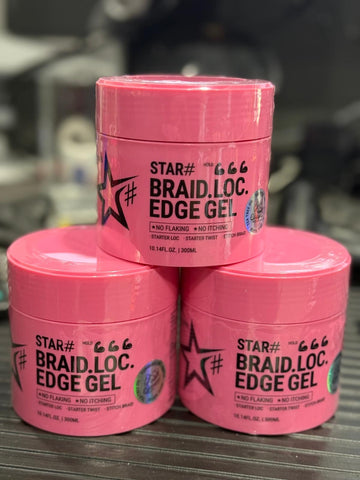 STAR# HOLD
BRAID.LOC.
EDGE GEL
★NO FLAKING ★NO ITCHING
·STARTER LOC ·STARTER TWIST ·STITCH BRAID
10.14FL.OZ. | 300ML
#
STAR# HOLD
BRAID.LOC.
EDGE GEL
★NO FLAKING ★NO ITCHING
·STARTER LOC ·STARTER TWIST ·STITCH BRAID
10.14FL.OZ. | 300ML
#
STAR# HOLD
BRAID.LOC.
EDGE GEL
★NO FLAKING ★NO ITCHING
·STARTER LOC ·STARTER TWIST ·STITCH BRAID
10.14FL.OZ. | 300ML
#